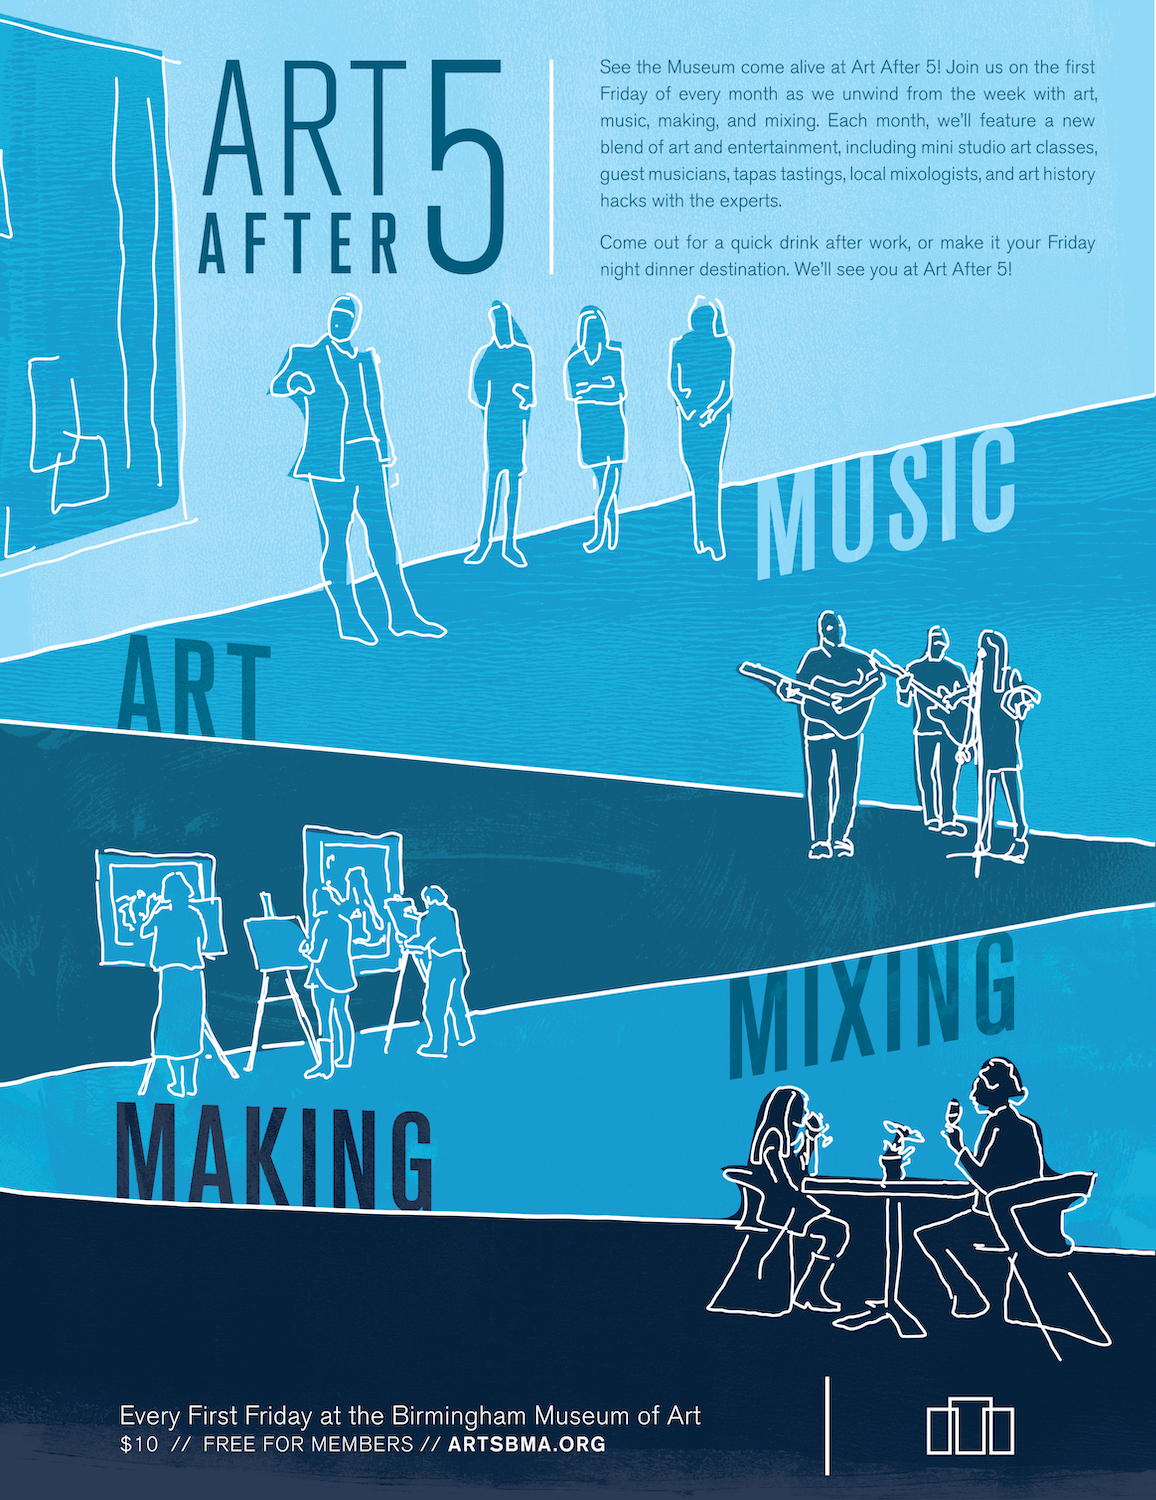 ART
AFTER
5
See the Museum come alive at Art After 5! Join us on the first
Friday of every month as we unwind from the week with art,
music, making, and mixing. Each month, we'll feature a new
blend of art and entertainment, including mini studio art classes,
guest musicians, tapas tastings, local mixologists, and art history
hacks with the experts.
Come out for a quick drink after work, or make it your Friday
night dinner destination. We'll see you at Art After 5!
MUSIC
ART
MIXING
MAKING
Every First Friday at the Birmingham Museum of Art
$10 // FREE FOR MEMBERS // ARTSBMA.ORG